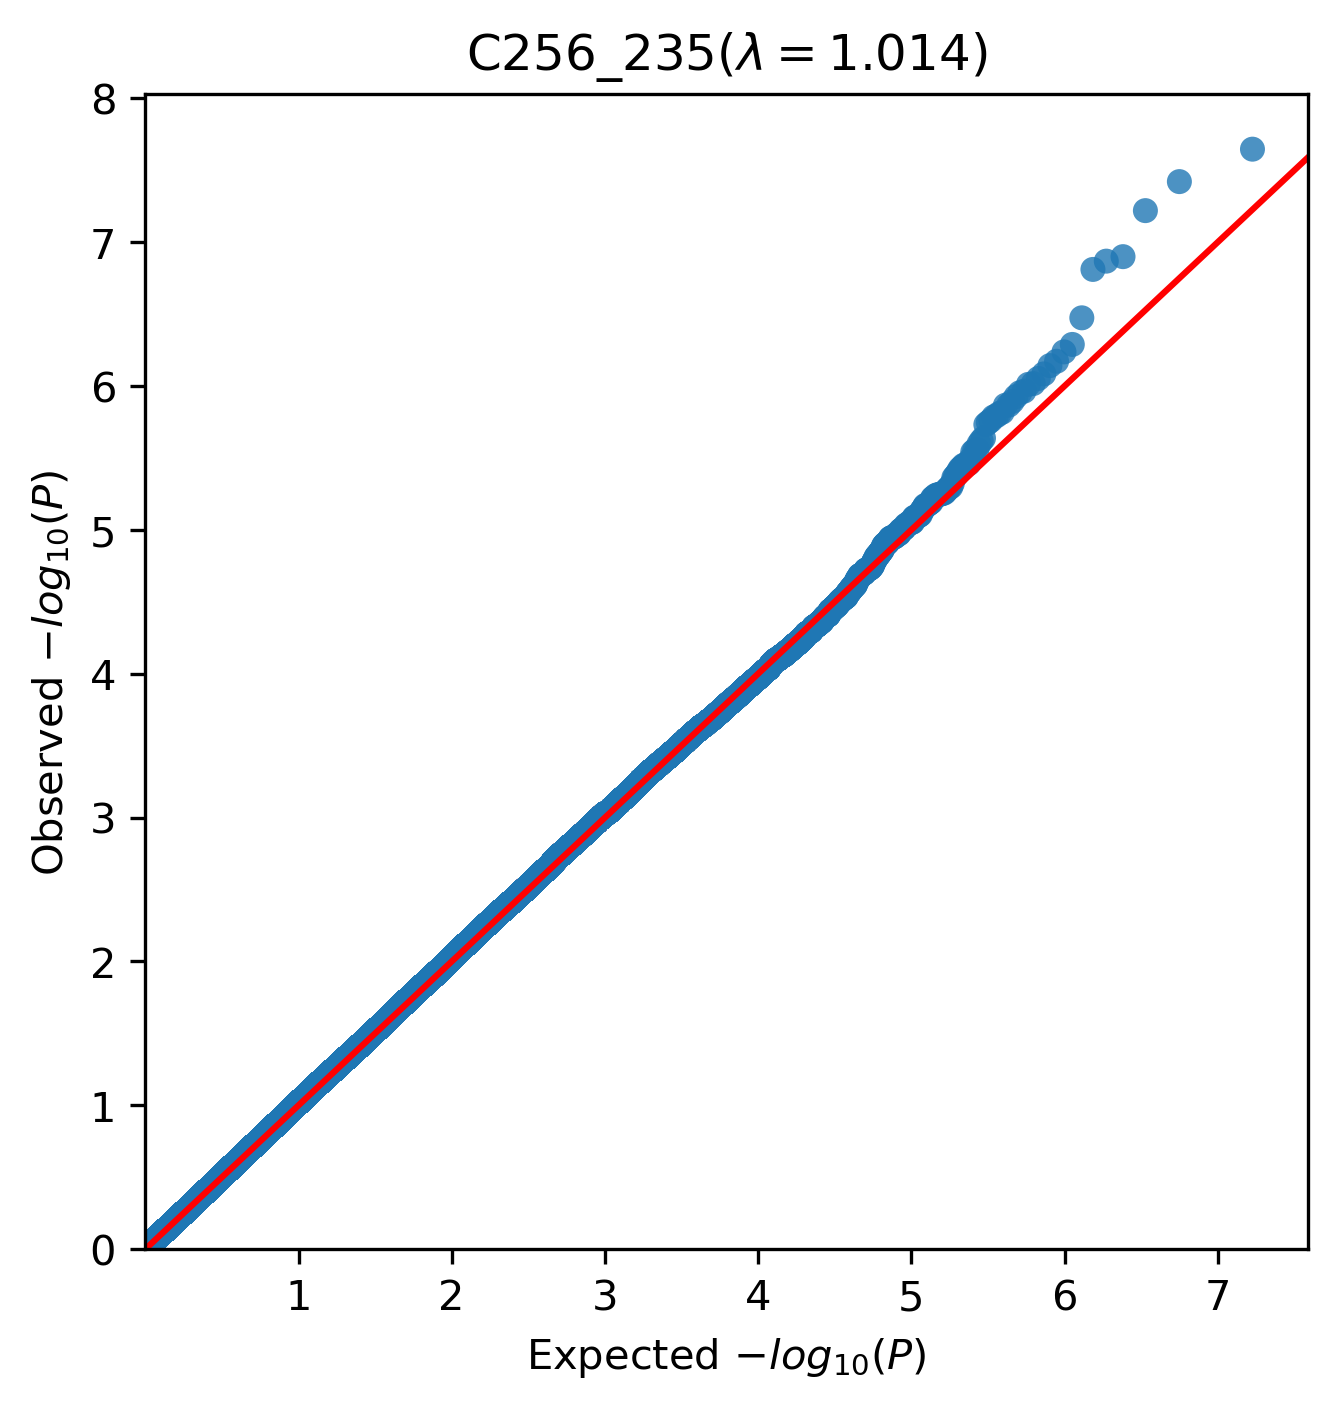 C256_235(λ = 1.014)
8
7
6
5
4
3
2
1
0
Observed −log₁₀(P)
1 2 3 4 5 6 7
Expected −log₁₀(P)